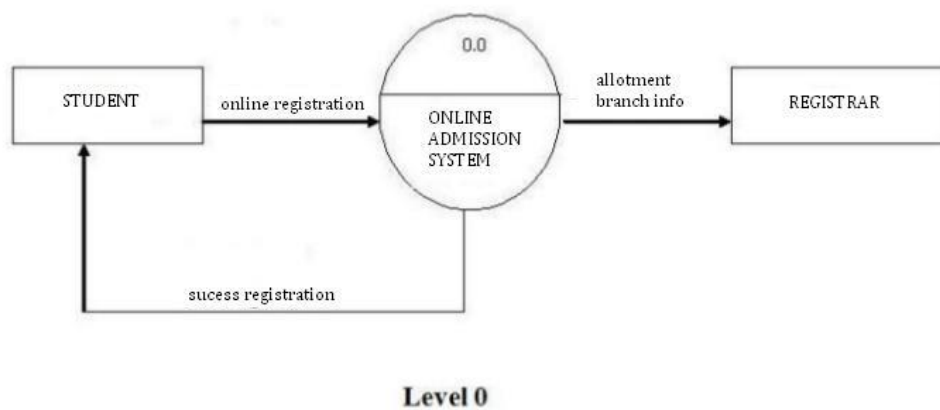 0.0
STUDENT
online registration
ONLINE
ADMISSION
SYSTEM
allotment
branch info
REGISTRAR
sucess registration
Level 0